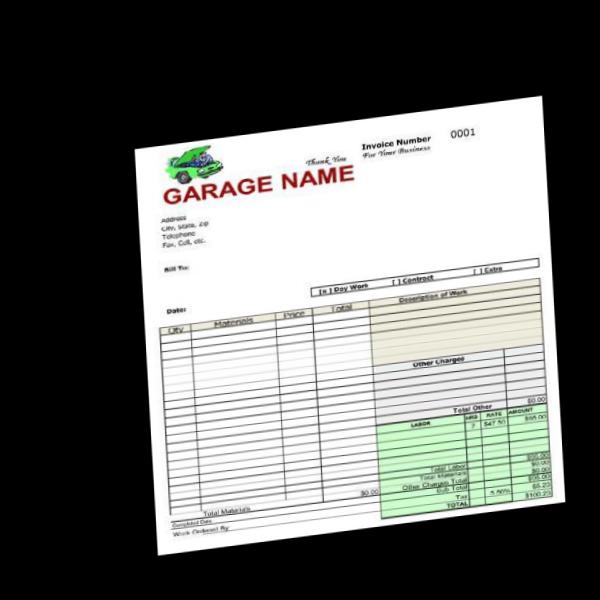 Invoice Number 0001
Thank You For Your Business
GARAGE NAME
Address
City, State, Zip
Telephone
Fax, Cell, etc.
Bill To:
[x] Day Work [ ] Contract [ ] Extra
Date:
Qty Materials Price Total Description of Work
Other Charges
Total Other $0.00
LABOR HRS RATE AMOUNT
2 $47.50 $95.00
Total Labor $95.00
Total Materials $0.00
Other Charges Total $0.00
Sub Total $95.00
Tax 5.50% $5.23
TOTAL $100.23
Total Materials $0.00
Completed Date
Work Ordered By